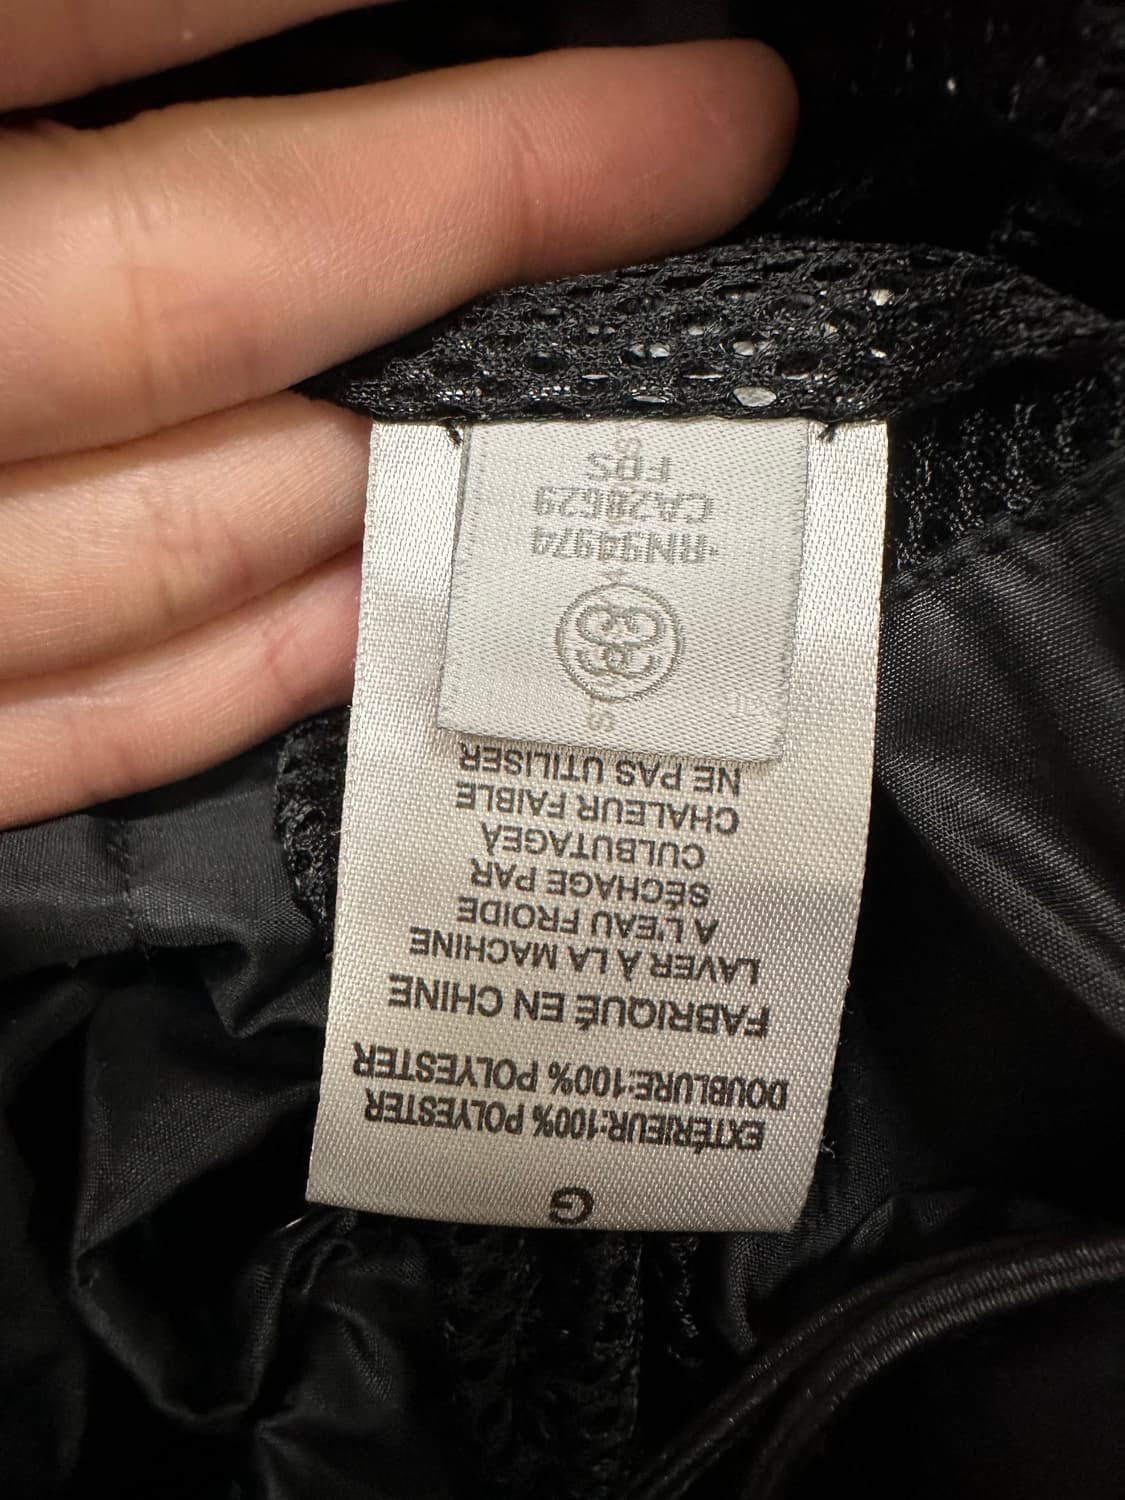 G
EXTÉRIEUR:100% POLYESTER
DOUBLURE:100% POLYESTER
FABRIQUÉ EN CHINE
LAVER À LA MACHINE
A L'EAU FROIDE
SÉCHAGE PAR
CULBUTAGEÀ
CHALEUR FAIBLE
NE PAS UTILISER
S
RN94974
CA28629
FQS